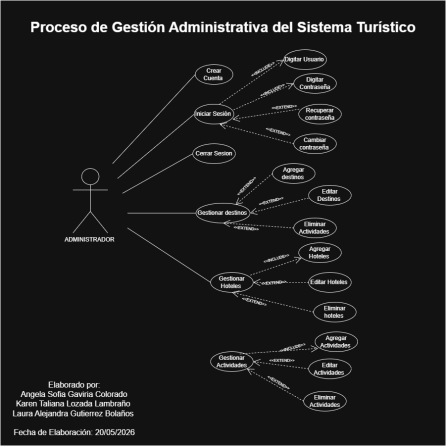 Proceso de Gestión Administrativa del Sistema Turístico
Digitar Usuario
<<INCLUDE>>
Crear
Cuenta
Digitar
Contraseña
<<INCLUDE>>
Iniciar Sesión
<<EXTEND>>
Recuperar
contraseña
<<EXTEND>>
Cambiar
contraseña
Cerrar Sesion
Agregar
destinos
<<EXTEND>>
Editar
Destinos
<<EXTEND>>
Gestionar destinos
<<EXTEND>>
Eliminar
Actividades
ADMINISTRADOR
Agregar
Hoteles
<<INCLUDE>>
Gestionar
Hoteles
<<EXTEND>>
Editar Hoteles
<<EXTEND>>
Eliminar
hoteles
Agregar
Actividades
<<INCLUDE>>
Gestionar
Actividades
<<EXTEND>>
Editar
Actividades
<<EXTEND>>
Eliminar
Actividades
Elaborado por:
Angela Sofia Gaviria Colorado
Karen Taliana Lozada Lambraño
Laura Alejandra Gutierrez Bolaños
Fecha de Elaboración: 20/05/2026